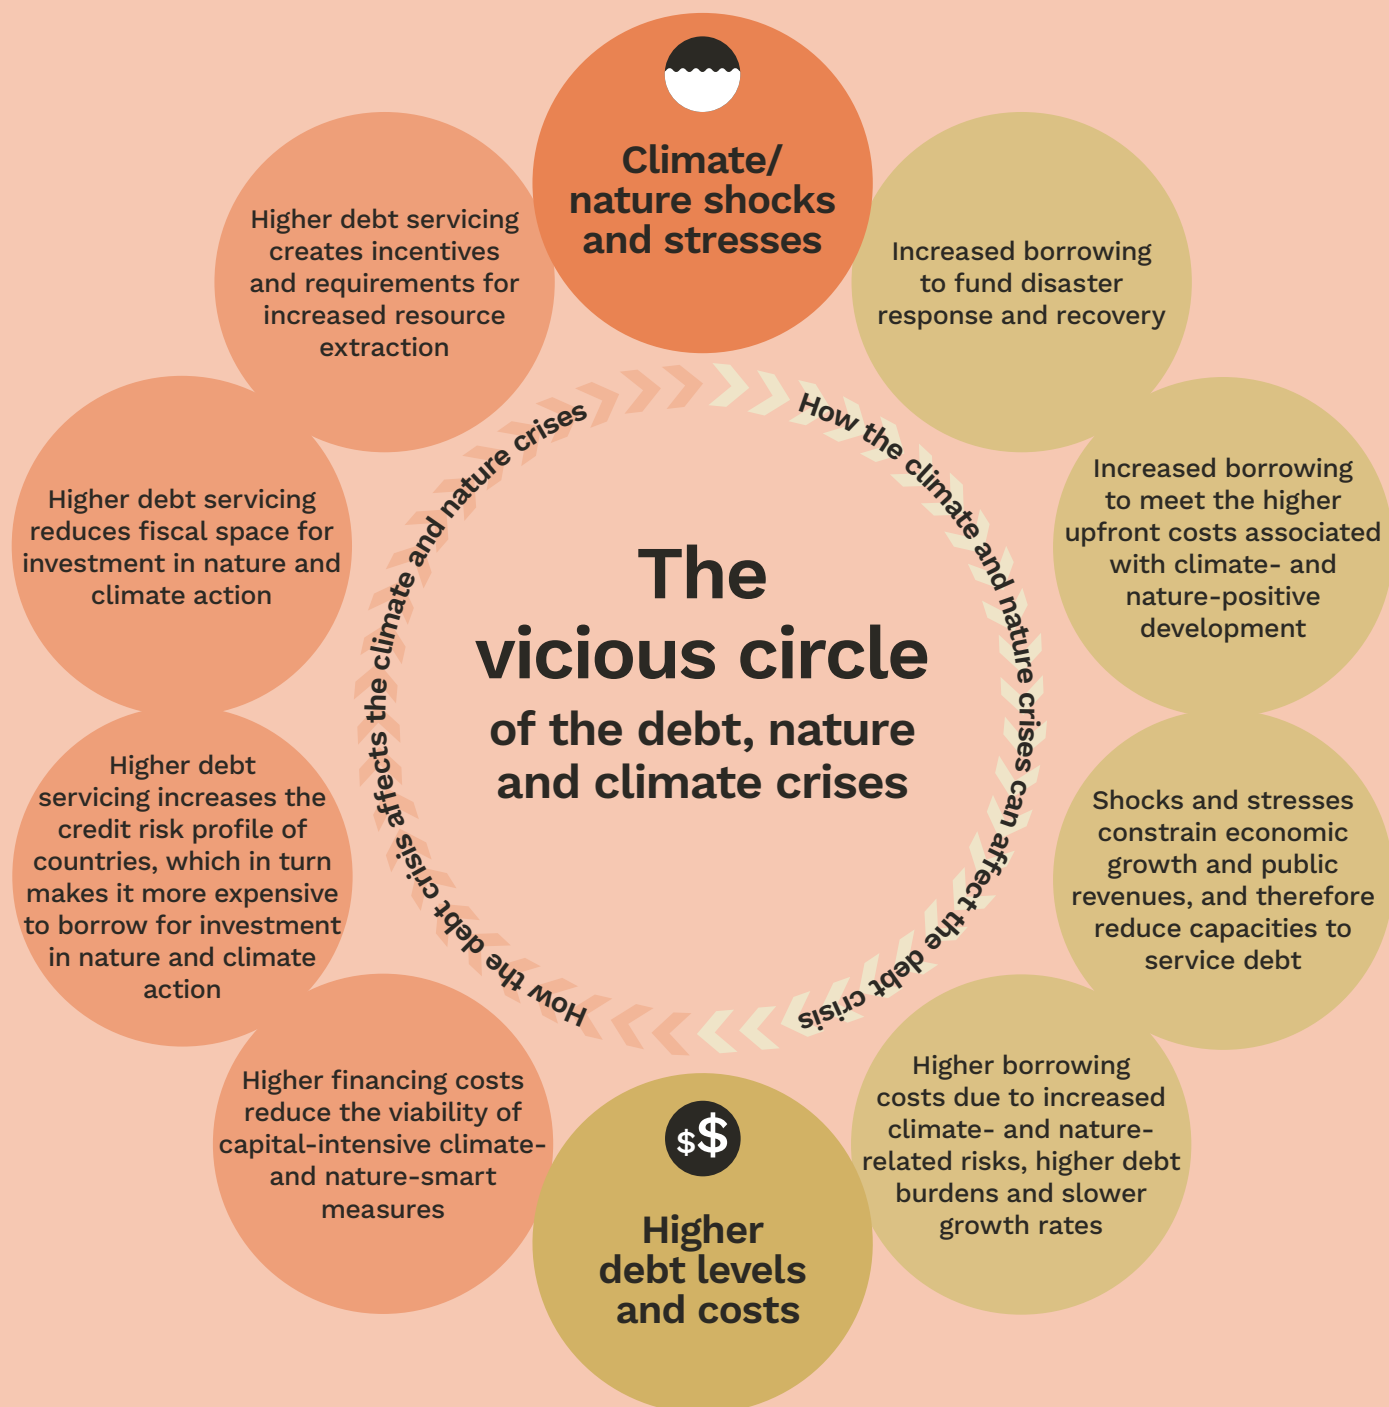 Climate/
nature shocks
and stresses
Increased borrowing
to fund disaster
response and recovery
Increased borrowing
to meet the higher
upfront costs associated
with climate- and
nature-positive
development
Shocks and stresses
constrain economic
growth and public
revenues, and therefore
reduce capacities to
service debt
Higher borrowing
costs due to increased
climate- and nature-
related risks, higher debt
burdens and slower
growth rates
$$
Higher
debt levels
and costs
Higher financing costs
reduce the viability of
capital-intensive climate-
and nature-smart
measures
Higher debt
servicing increases the
credit risk profile of
countries, which in turn
makes it more expensive
to borrow for investment
in nature and climate
action
Higher debt servicing
reduces fiscal space for
investment in nature and
climate action
Higher debt servicing
creates incentives
and requirements for
increased resource
extraction
How the climate and nature crises can affect the debt crisis
How the debt crisis affects the climate and nature crises
The
vicious circle
of the debt, nature
and climate crises